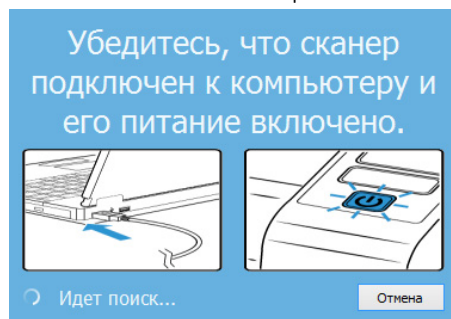 Убедитесь, что сканер
подключен к компьютеру и
его питание включено.
Идет поиск...
Отмена